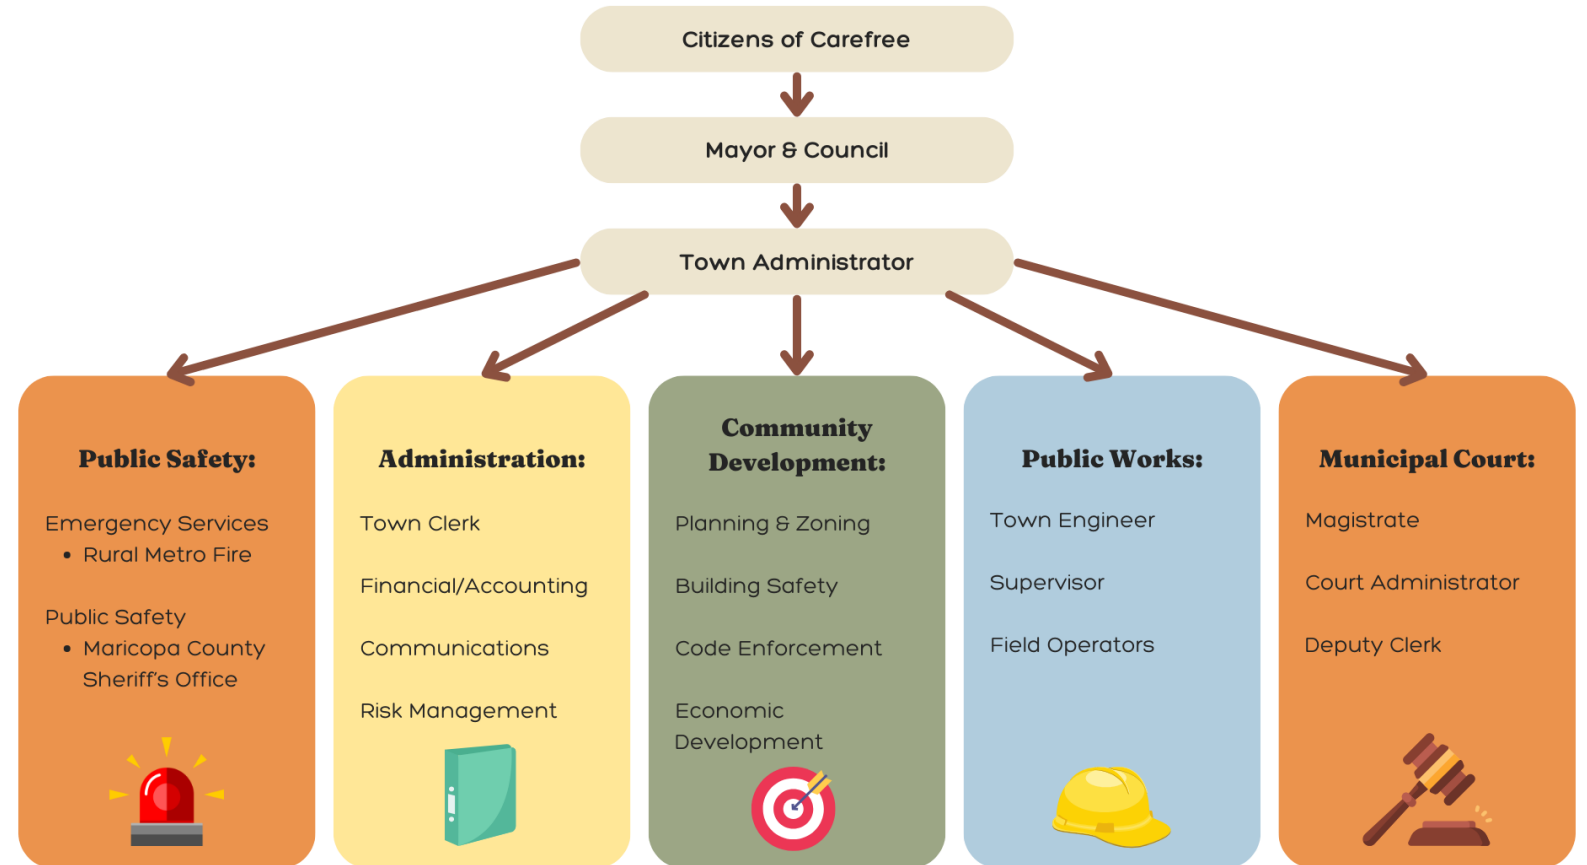 Citizens of Carefree
Mayor & Council
Town Administrator
Public Safety:
Emergency Services
• Rural Metro Fire
Public Safety
• Maricopa County
Sheriff's Office
Administration:
Town Clerk
Financial/Accounting
Communications
Risk Management
Community
Development:
Planning & Zoning
Building Safety
Code Enforcement
Economic
Development
Public Works:
Town Engineer
Supervisor
Field Operators
Municipal Court:
Magistrate
Court Administrator
Deputy Clerk